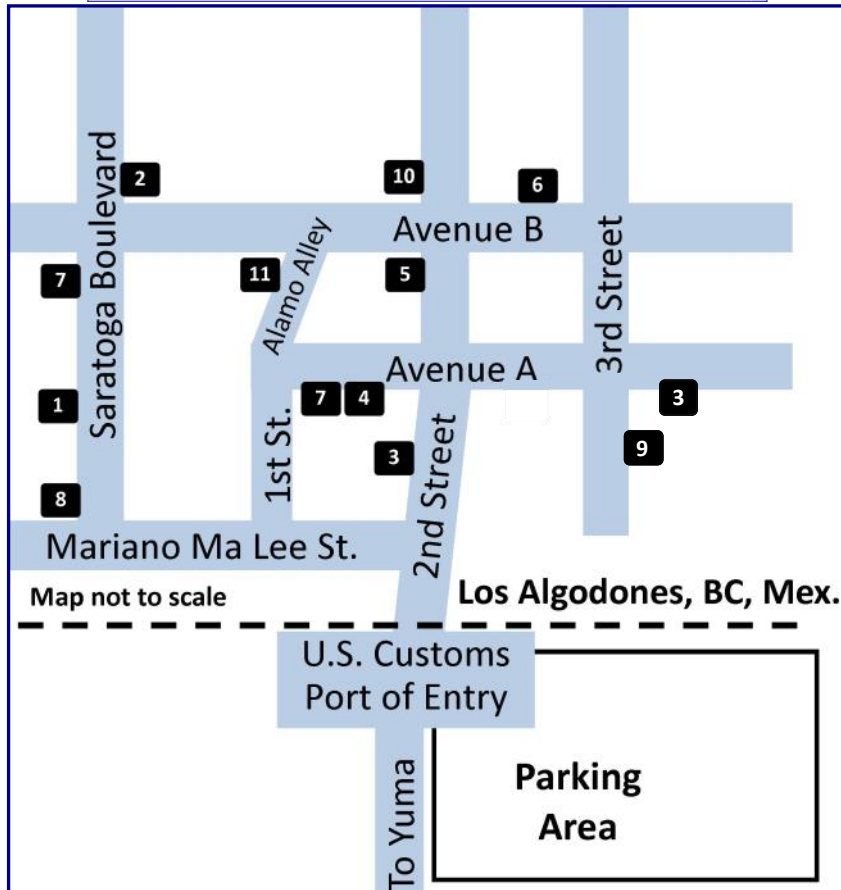 2
10
6
Saratoga Boulevard
Alamo Alley
Avenue B
3rd Street
7
11
5
Avenue A
1
7
4
3
1st St.
2nd Street
3
9
8
Mariano Ma Lee St.
Map not to scale
Los Algodones, BC, Mex.
U.S. Customs
Port of Entry
To Yuma
Parking
Area